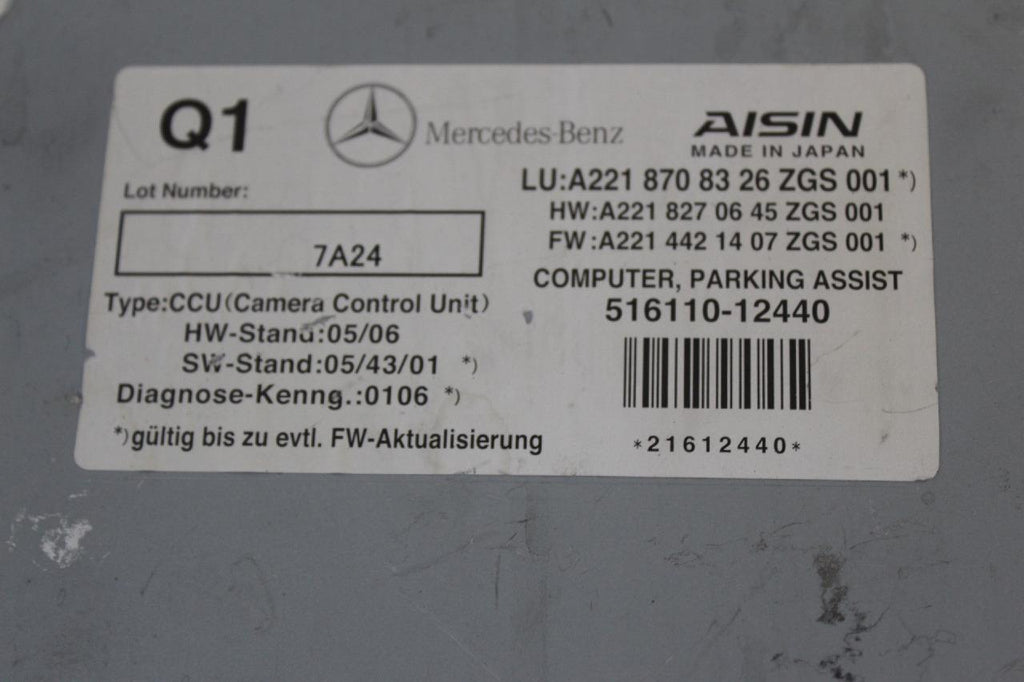 Q1
Mercedes-Benz
AISIN
MADE IN JAPAN
Lot Number:
7A24
LU:A221 870 83 26 ZGS 001 *)
HW:A221 827 06 45 ZGS 001
FW:A221 442 14 07 ZGS 001 *)
COMPUTER, PARKING ASSIST
516110-12440
Type:CCU(Camera Control Unit)
HW-Stand:05/06
SW-Stand:05/43/01 *)
Diagnose-Kenng.:0106 *)
*)gültig bis zu evtl. FW-Aktualisierung
*21612440*